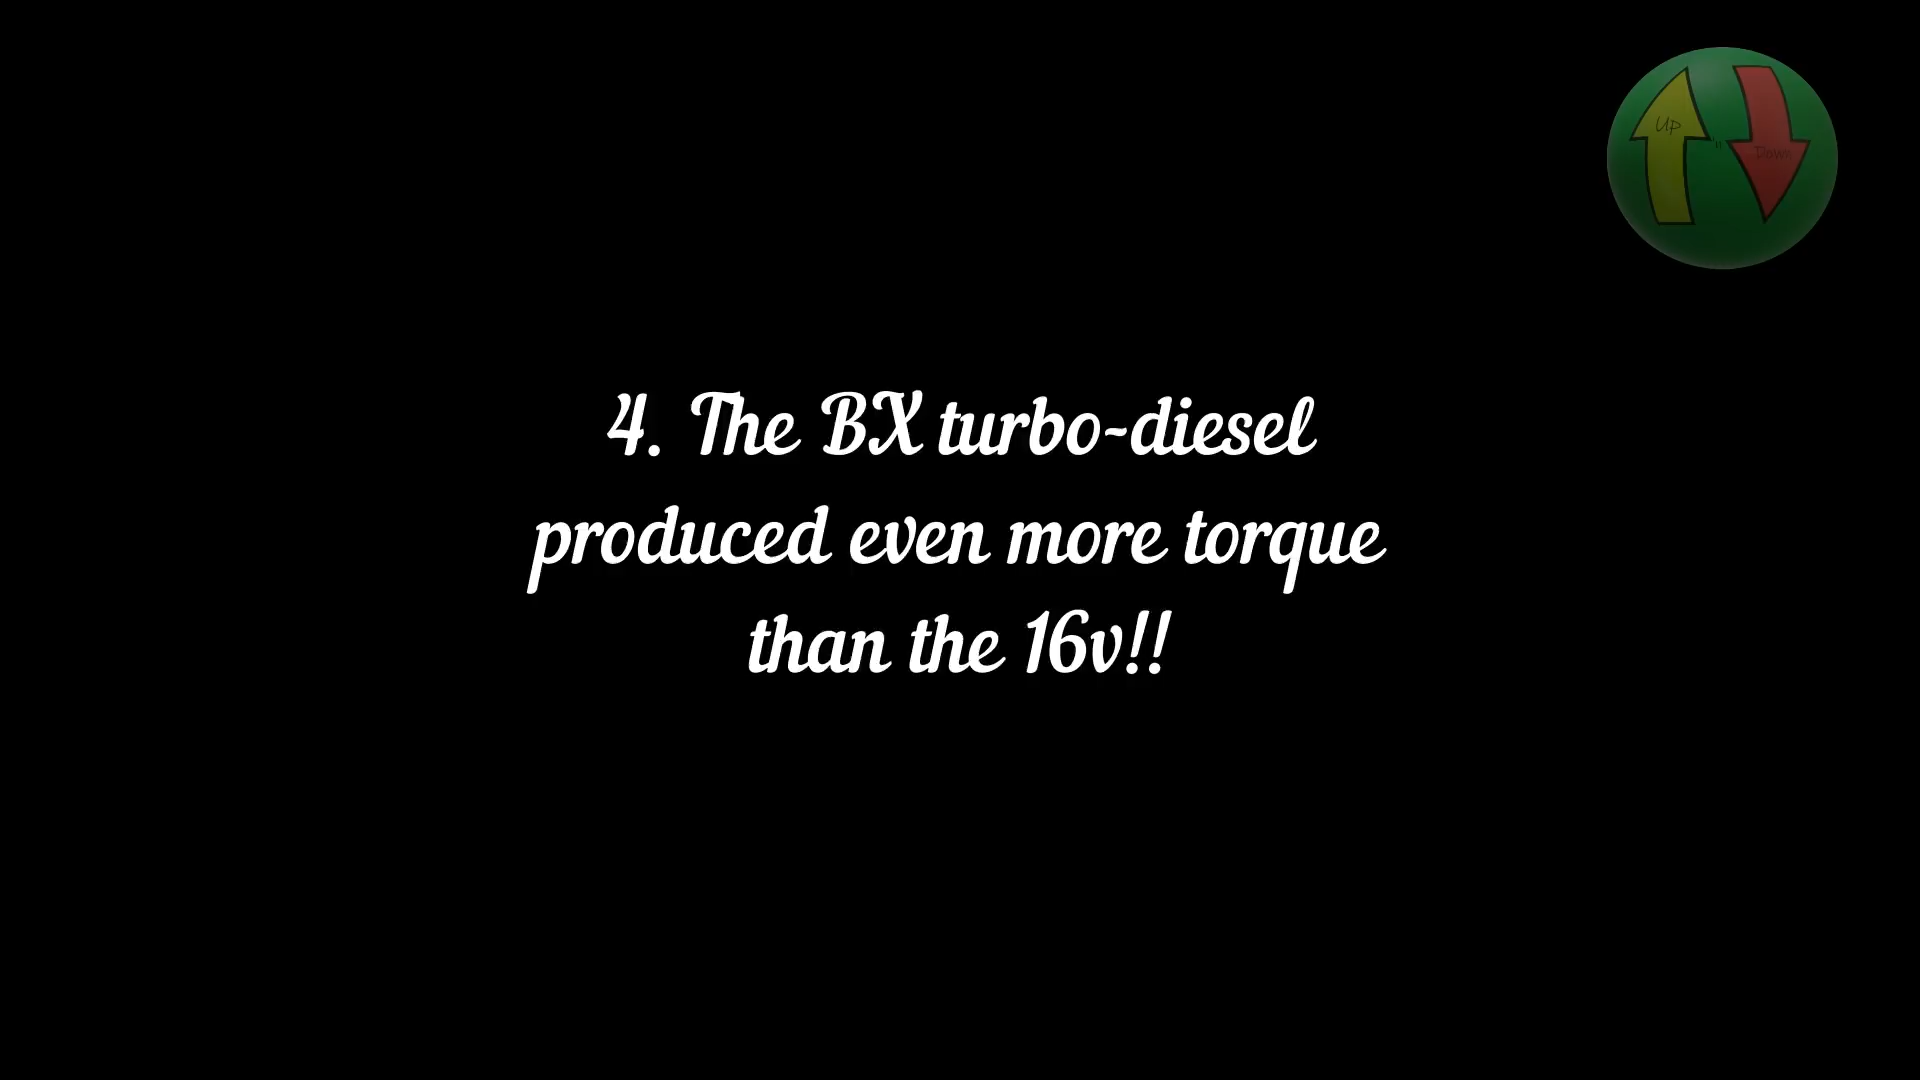 Up
'n
Down
4. The BX turbo-diesel
produced even more torque
than the 16v!!